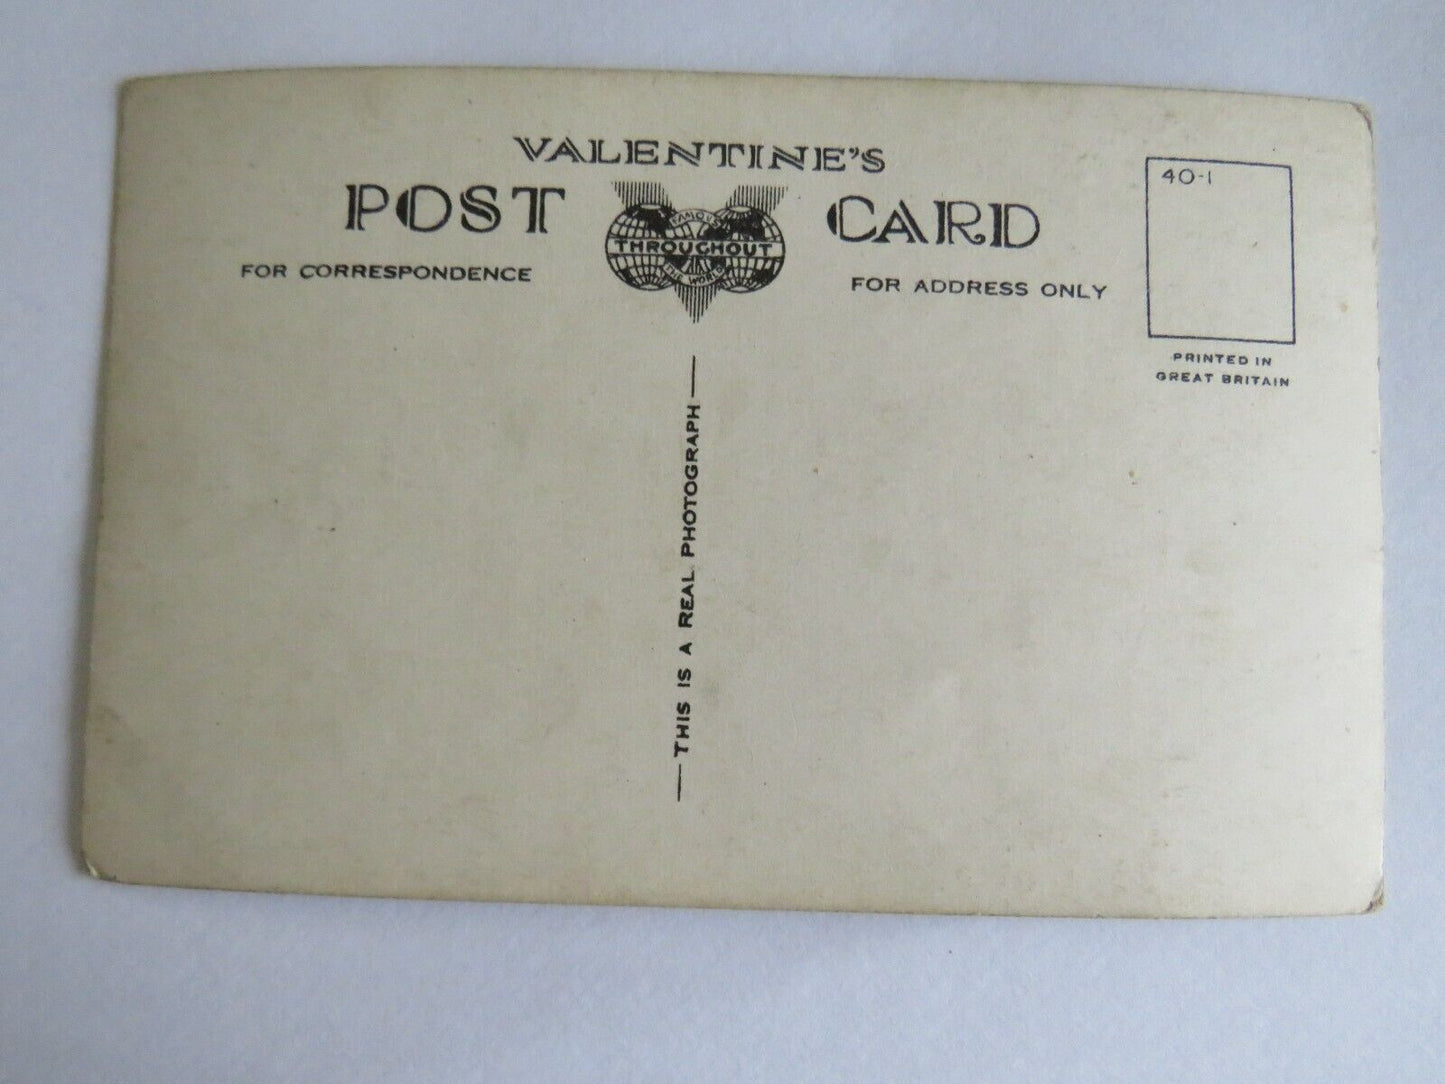 VALENTINE'S
POST CARD
FAMOUS
THROUGHOUT
THE WORLD
FOR CORRESPONDENCE
FOR ADDRESS ONLY
40-1
PRINTED IN
GREAT BRITAIN
THIS IS A REAL PHOTOGRAPH